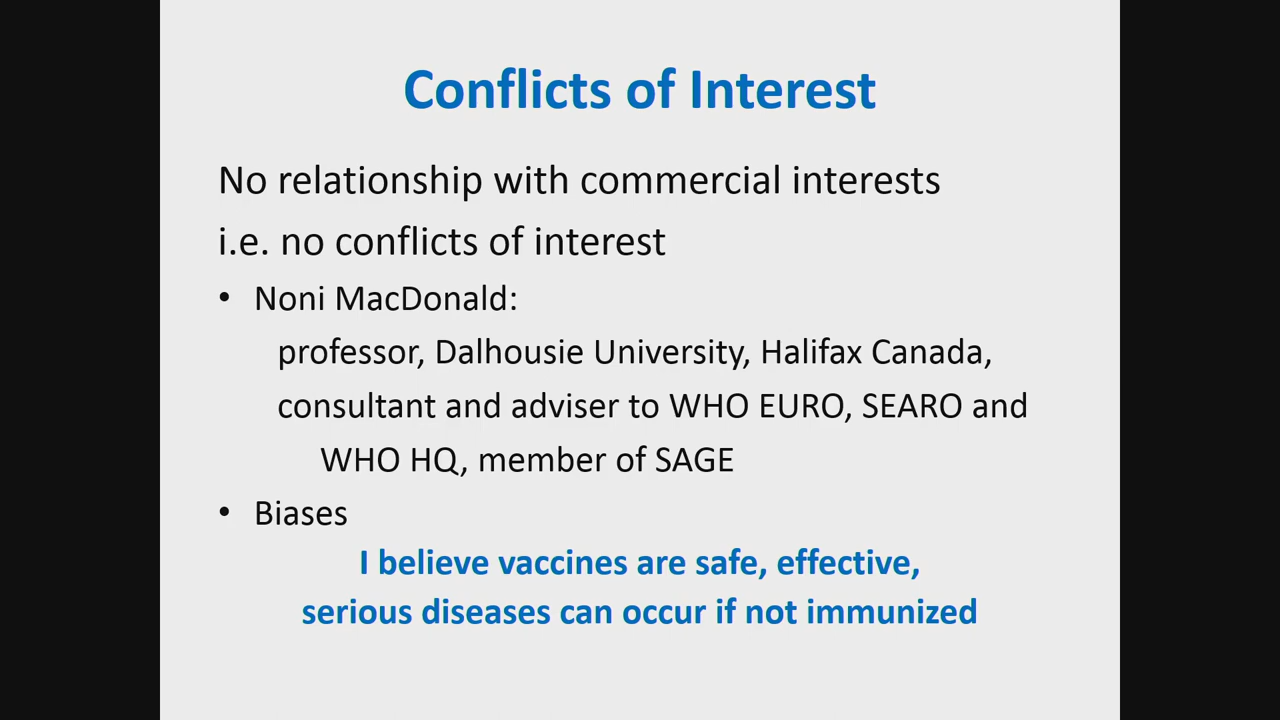 Conflicts of Interest
No relationship with commercial interests
i.e. no conflicts of interest
• Noni MacDonald:
professor, Dalhousie University, Halifax Canada,
consultant and adviser to WHO EURO, SEARO and
WHO HQ, member of SAGE
• Biases
I believe vaccines are safe, effective,
serious diseases can occur if not immunized